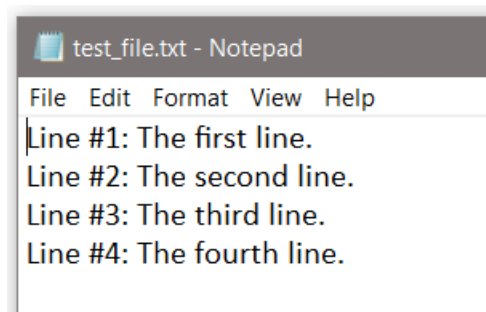 test_file.txt - Notepad
File Edit Format View Help
Line #1: The first line.
Line #2: The second line.
Line #3: The third line.
Line #4: The fourth line.